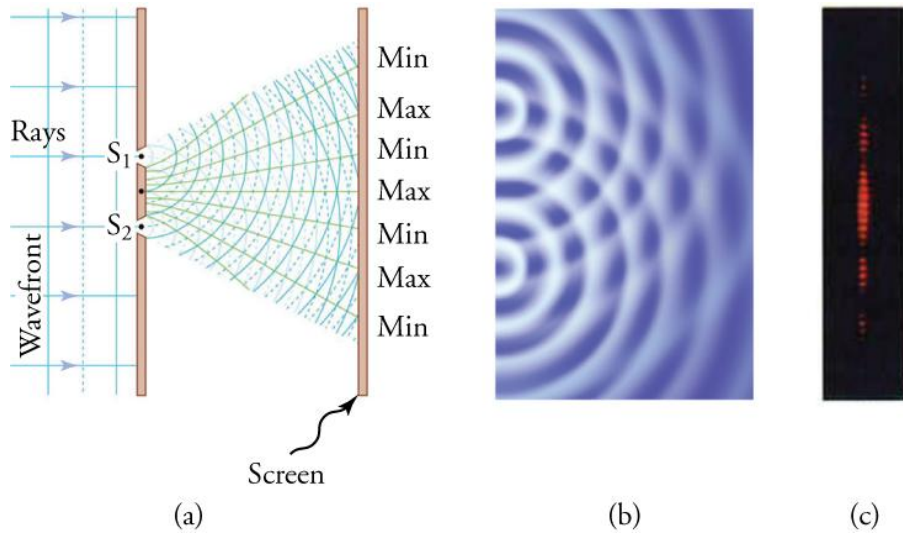 Rays
Wavefront
S1
S2
Min
Max
Min
Max
Min
Max
Min
Screen
(a)
(b)
(c)